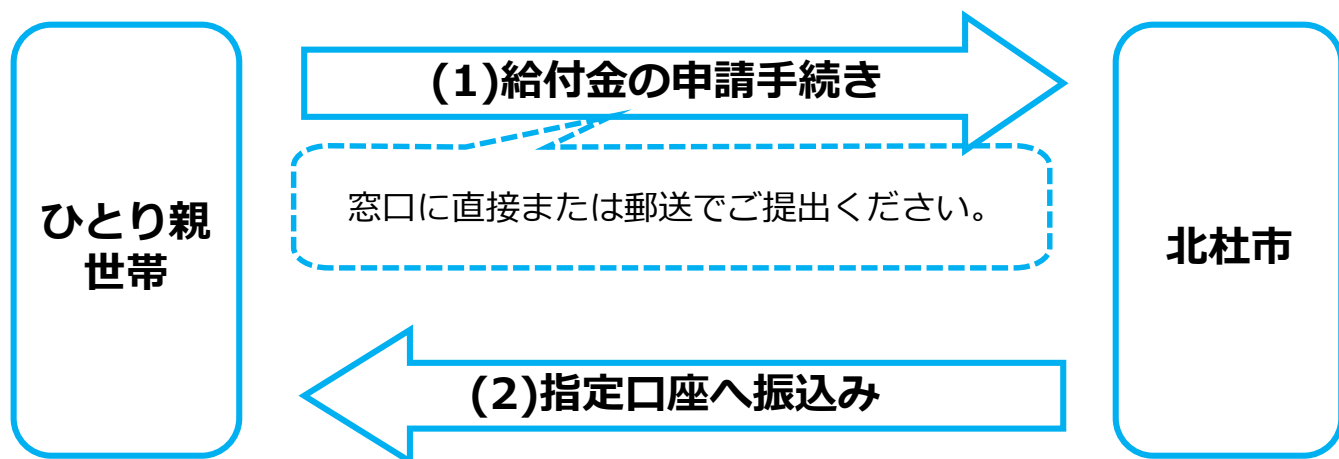 (1)給付金の申請手続き
窓口に直接または郵送でご提出ください。
ひとり親
世帯
北杜市
(2)指定口座へ振込み